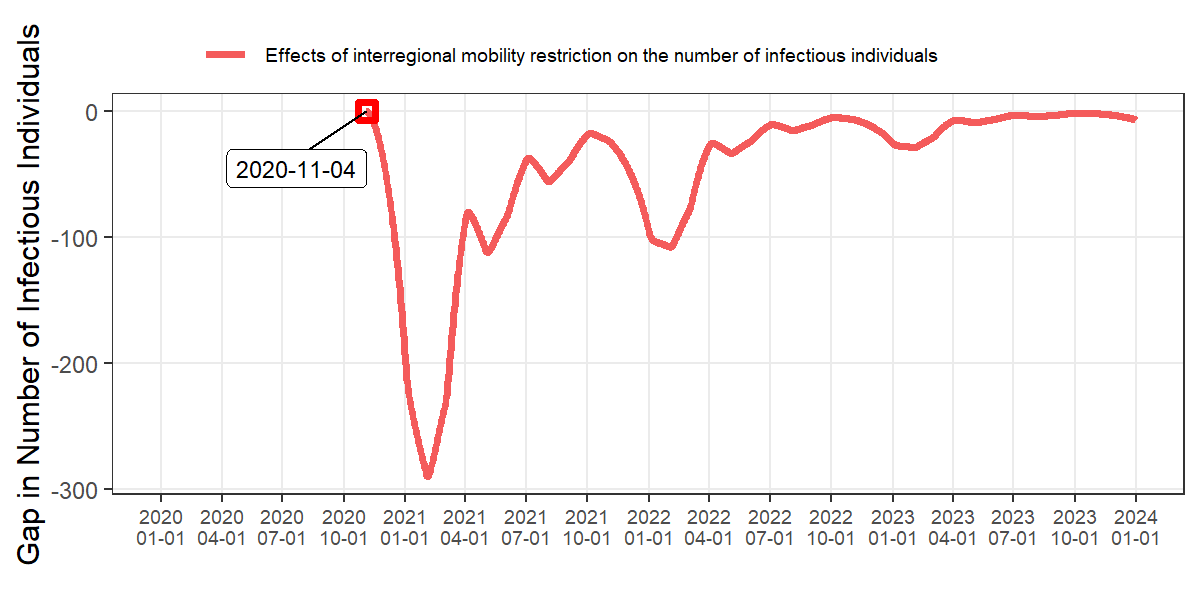 Effects of interregional mobility restriction on the number of infectious individuals
Gap in Number of Infectious Individuals
0
-100
-200
-300
2020-11-04
2020 2020 2020 2020 2021 2021 2021 2021 2022 2022 2022 2022 2023 2023 2023 2023 2024
01-01 04-01 07-01 10-01 01-01 04-01 07-01 10-01 01-01 04-01 07-01 10-01 01-01 04-01 07-01 10-01 01-01